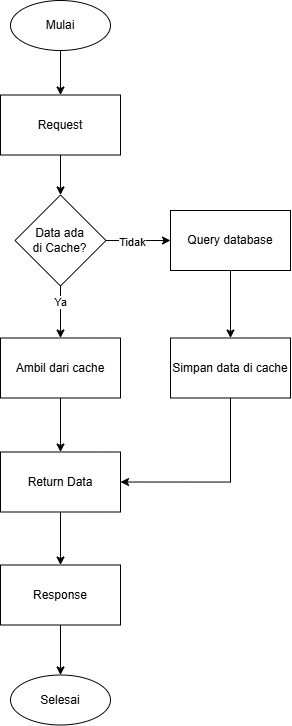 Mulai
Request
Data ada
di Cache?
Tidak
Query database
Ya
Ambil dari cache
Simpan data di cache
Return Data
Response
Selesai